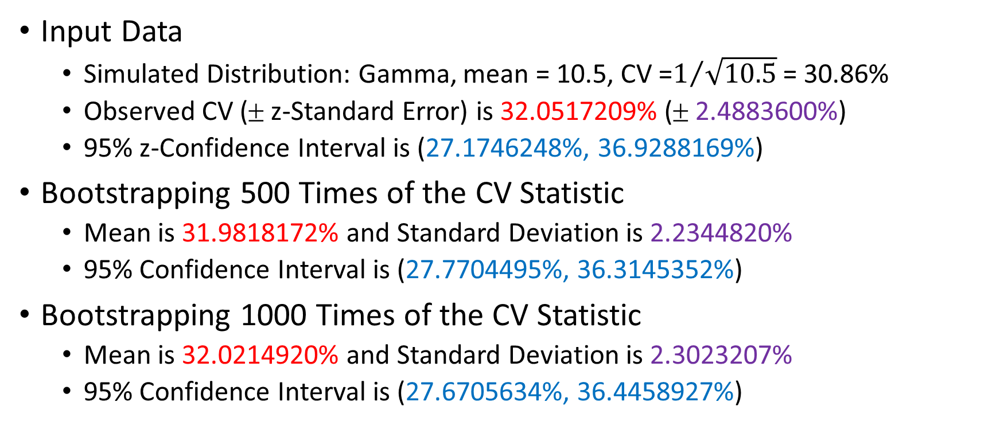 • Input Data
• Simulated Distribution: Gamma, mean = 10.5, CV =1/√10.5 = 30.86%
• Observed CV (± z-Standard Error) is 32.0517209% (± 2.4883600%)
• 95% z-Confidence Interval is (27.1746248%, 36.9288169%)
• Bootstrapping 500 Times of the CV Statistic
• Mean is 31.9818172% and Standard Deviation is 2.2344820%
• 95% Confidence Interval is (27.7704495%, 36.3145352%)
• Bootstrapping 1000 Times of the CV Statistic
• Mean is 32.0214920% and Standard Deviation is 2.3023207%
• 95% Confidence Interval is (27.6705634%, 36.4458927%)